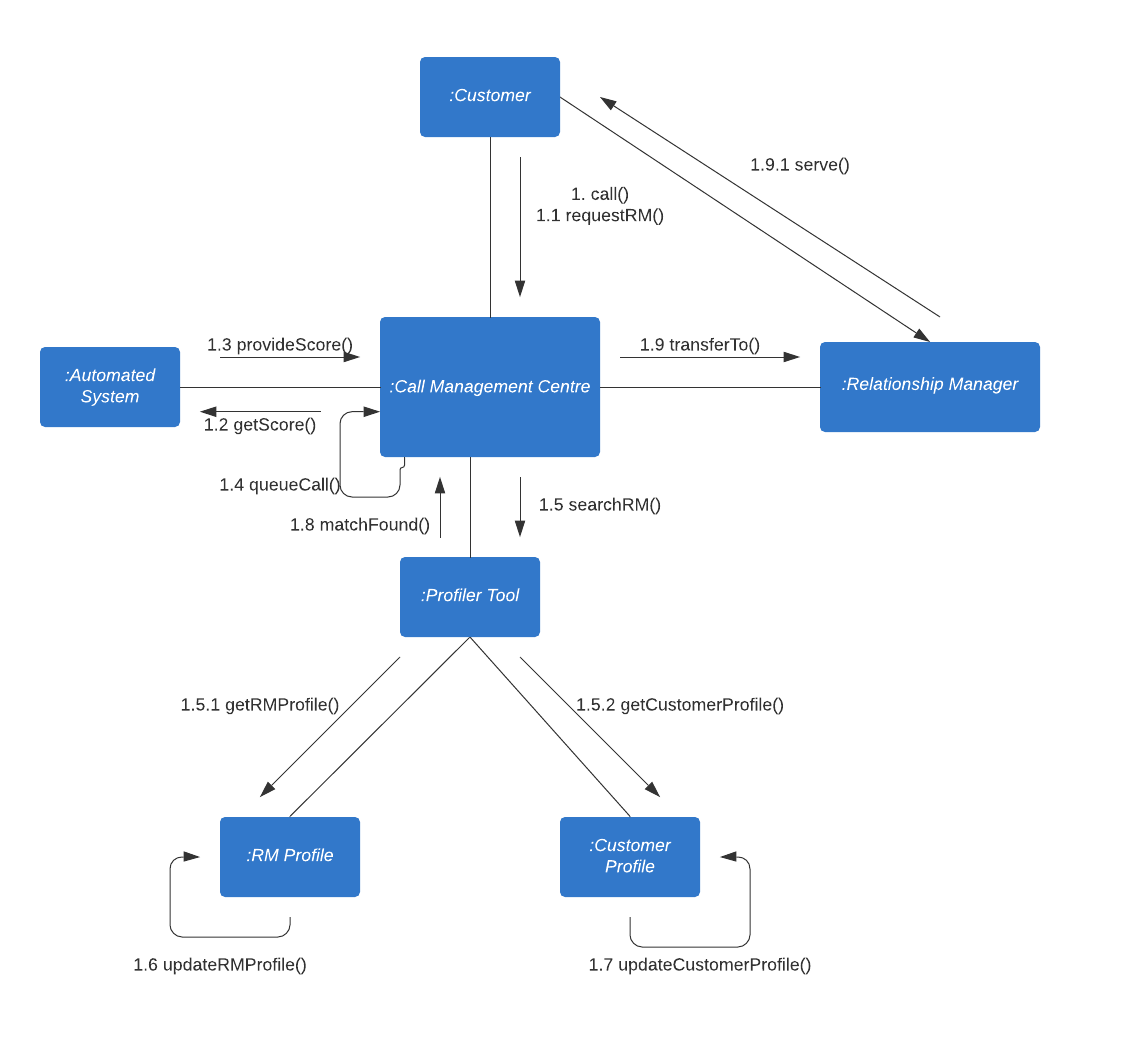 :Customer
1.9.1 serve()
1. call()
1.1 requestRM()
1.3 provideScore()
1.9 transferTo()
:Automated
System
:Call Management Centre
:Relationship Manager
1.2 getScore()
1.4 queueCall()
1.5 searchRM()
1.8 matchFound()
:Profiler Tool
1.5.1 getRMProfile()
1.5.2 getCustomerProfile()
:RM Profile
:Customer
Profile
1.6 updateRMProfile()
1.7 updateCustomerProfile()